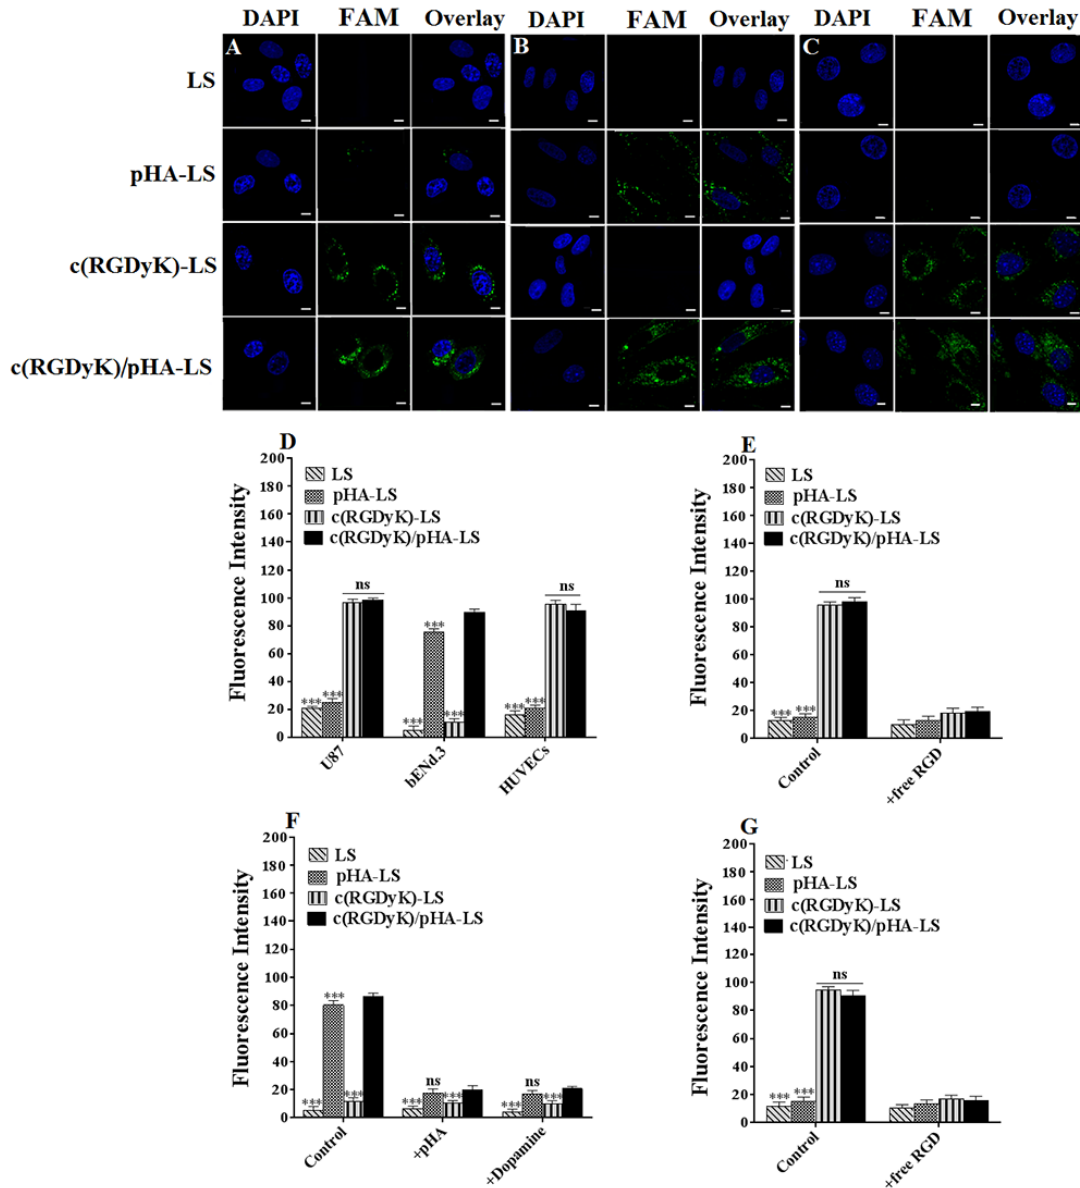 DAPI FAM Overlay DAPI FAM Overlay DAPI FAM Overlay
A B C
LS
pHA-LS
c(RGDyK)-LS
c(RGDyK)/pHA-LS
D
Fluorescence Intensity
200
180
160
140
120
100
80
60
40
20
0
LS
pHA-LS
c(RGDyK)-LS
c(RGDyK)/pHA-LS
*** *** ns
*** *** ***
*** *** ns
U87 bENd.3 HUVECs
E
Fluorescence Intensity
200
180
160
140
120
100
80
60
40
20
0
LS
pHA-LS
c(RGDyK)-LS
c(RGDyK)/pHA-LS
*** *** ns
Control +free RGD
F
Fluorescence Intensity
200
180
160
140
120
100
80
60
40
20
0
LS
pHA-LS
c(RGDyK)-LS
c(RGDyK)/pHA-LS
*** *** ***
*** ns ***
*** ns ***
Control +pHA +Dopamine
G
Fluorescence Intensity
200
180
160
140
120
100
80
60
40
20
0
LS
pHA-LS
c(RGDyK)-LS
c(RGDyK)/pHA-LS
*** *** ns
Control +free RGD